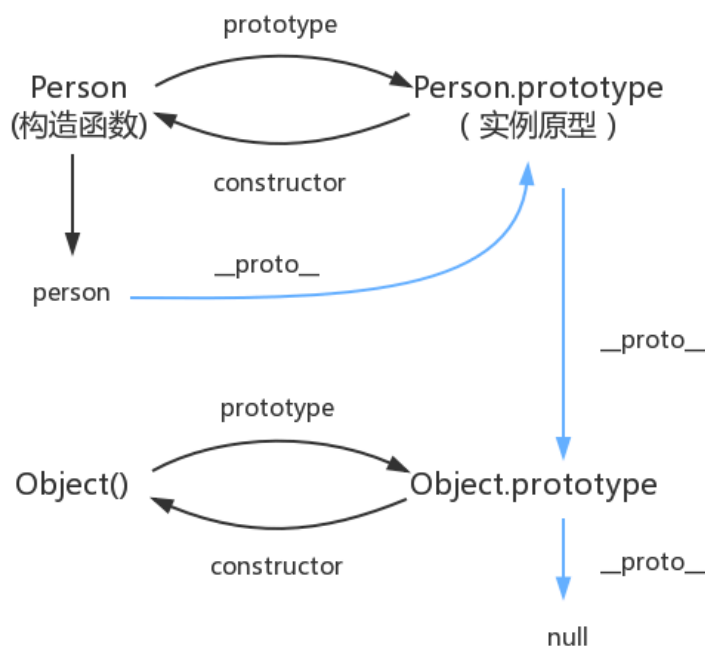 prototype
Person
(构造函数)
Person.prototype
( 实例原型 )
constructor
__proto__
person
__proto__
prototype
Object()
Object.prototype
constructor
__proto__
null